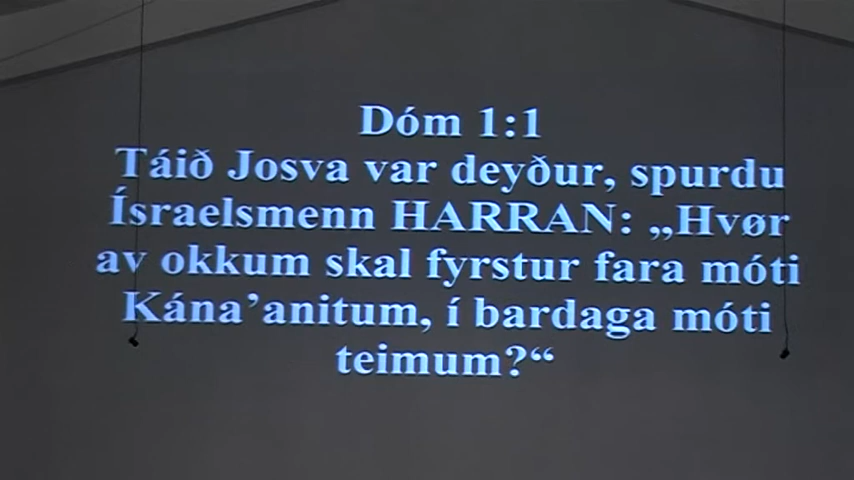 Dóm 1:1
Táið Josva var deyður, spurdu
Ísraelsmenn HARRAN: „Hvør
av okkum skal fyrstur fara móti
Kána’anitum, í bardaga móti
teimum?“